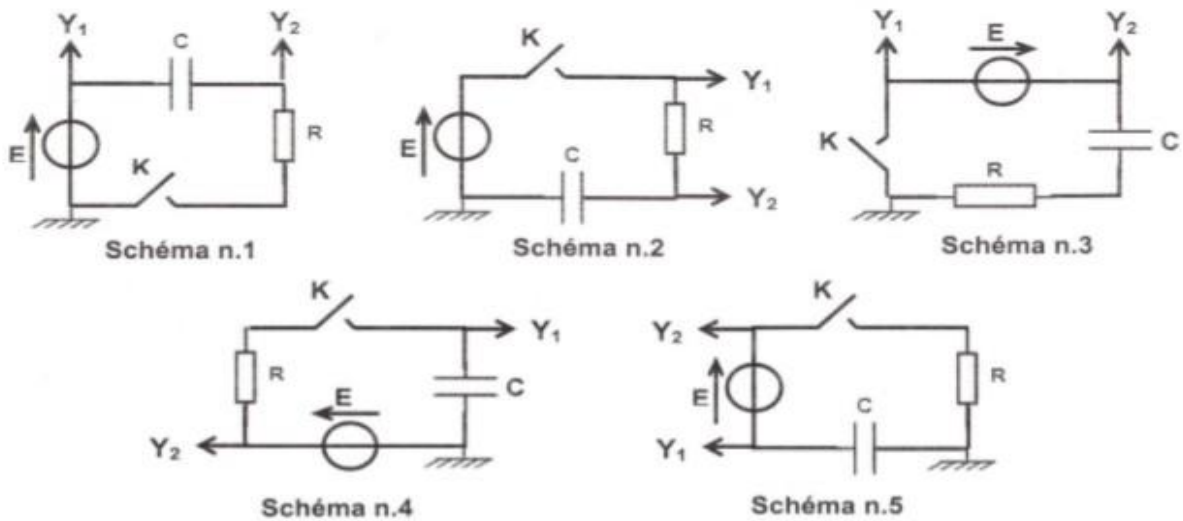 Y₁ C Y₂
E K R
Schéma n.1
K Y₁
E C R
Y₂
Schéma n.2
Y₁ E Y₂
K R C
Schéma n.3
K Y₁
R E C
Y₂
Schéma n.4
Y₂ K
E C R
Y₁
Schéma n.5